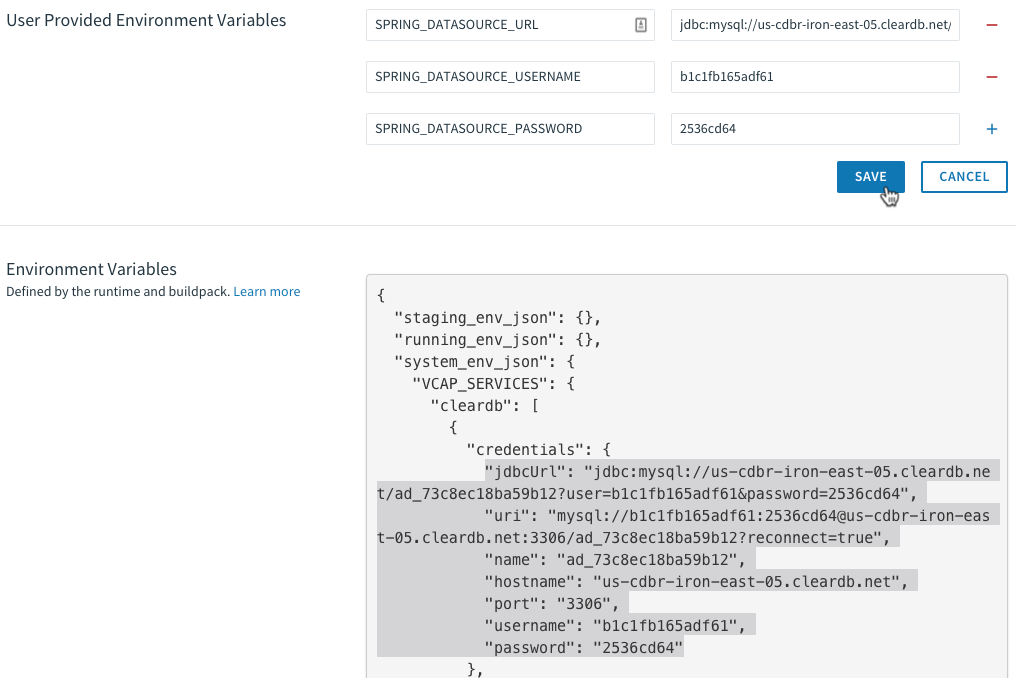 User Provided Environment Variables
SPRING_DATASOURCE_URL
jdbc:mysql://us-cdbr-iron-east-05.cleardb.net/
SPRING_DATASOURCE_USERNAME
b1c1fb165adf61
SPRING_DATASOURCE_PASSWORD
2536cd64
SAVE
CANCEL
Environment Variables
Defined by the runtime and buildpack. Learn more
{
"staging_env_json": {},
"running_env_json": {},
"system_env_json": {
"VCAP_SERVICES": {
"cleardb": [
{
"credentials": {
"jdbcUrl": "jdbc:mysql://us-cdbr-iron-east-05.cleardb.ne
t/ad_73c8ec18ba59b12?user=b1c1fb165adf61&password=2536cd64",
"uri": "mysql://b1c1fb165adf61:2536cd64@us-cdbr-iron-eas
t-05.cleardb.net:3306/ad_73c8ec18ba59b12?reconnect=true",
"name": "ad_73c8ec18ba59b12",
"hostname": "us-cdbr-iron-east-05.cleardb.net",
"port": "3306",
"username": "b1c1fb165adf61",
"password": "2536cd64"
},